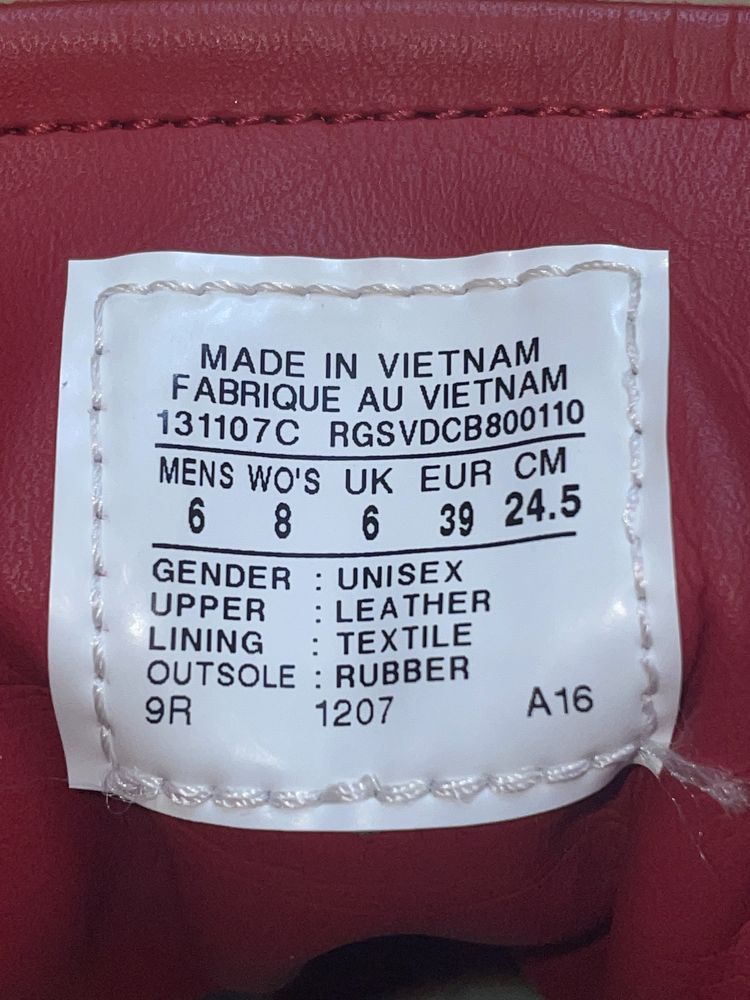 MADE IN VIETNAM
FABRIQUE AU VIETNAM
131107C RGSVDCB800110
MENS WO'S UK EUR CM
6 8 6 39 24.5
GENDER : UNISEX
UPPER : LEATHER
LINING : TEXTILE
OUTSOLE : RUBBER
9R 1207 A16